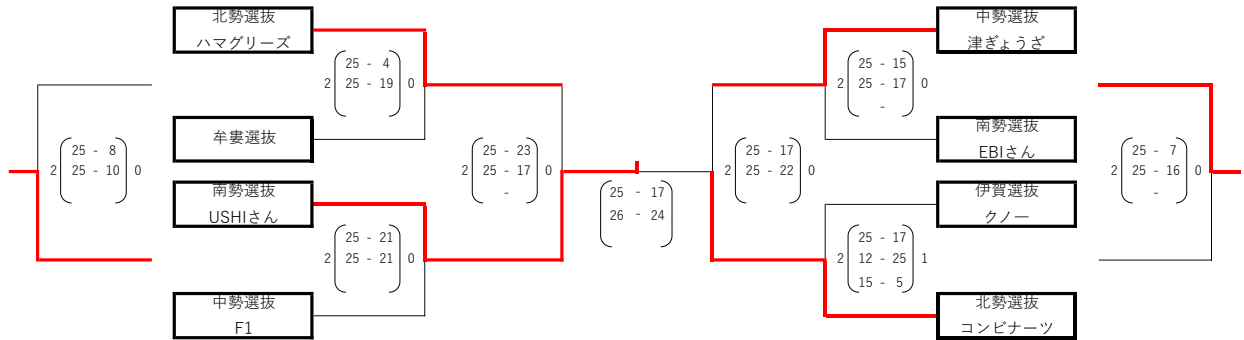 北勢選抜
ハマグリーズ
2 25 - 4 0
25 - 19
牟婁選抜
2 25 - 8 0
25 - 10
南勢選抜
USHIさん
2 25 - 21 0
25 - 21
中勢選抜
F1
2 25 - 23 0
25 - 17
-
25 - 17
26 - 24
中勢選抜
津ぎょうざ
2 25 - 15 0
25 - 17
-
南勢選抜
EBIさん
2 25 - 17 0
25 - 22
伊賀選抜
クノー
2 25 - 17 1
12 - 25
15 - 5
北勢選抜
コンビナーツ
2 25 - 7 0
25 - 16
-